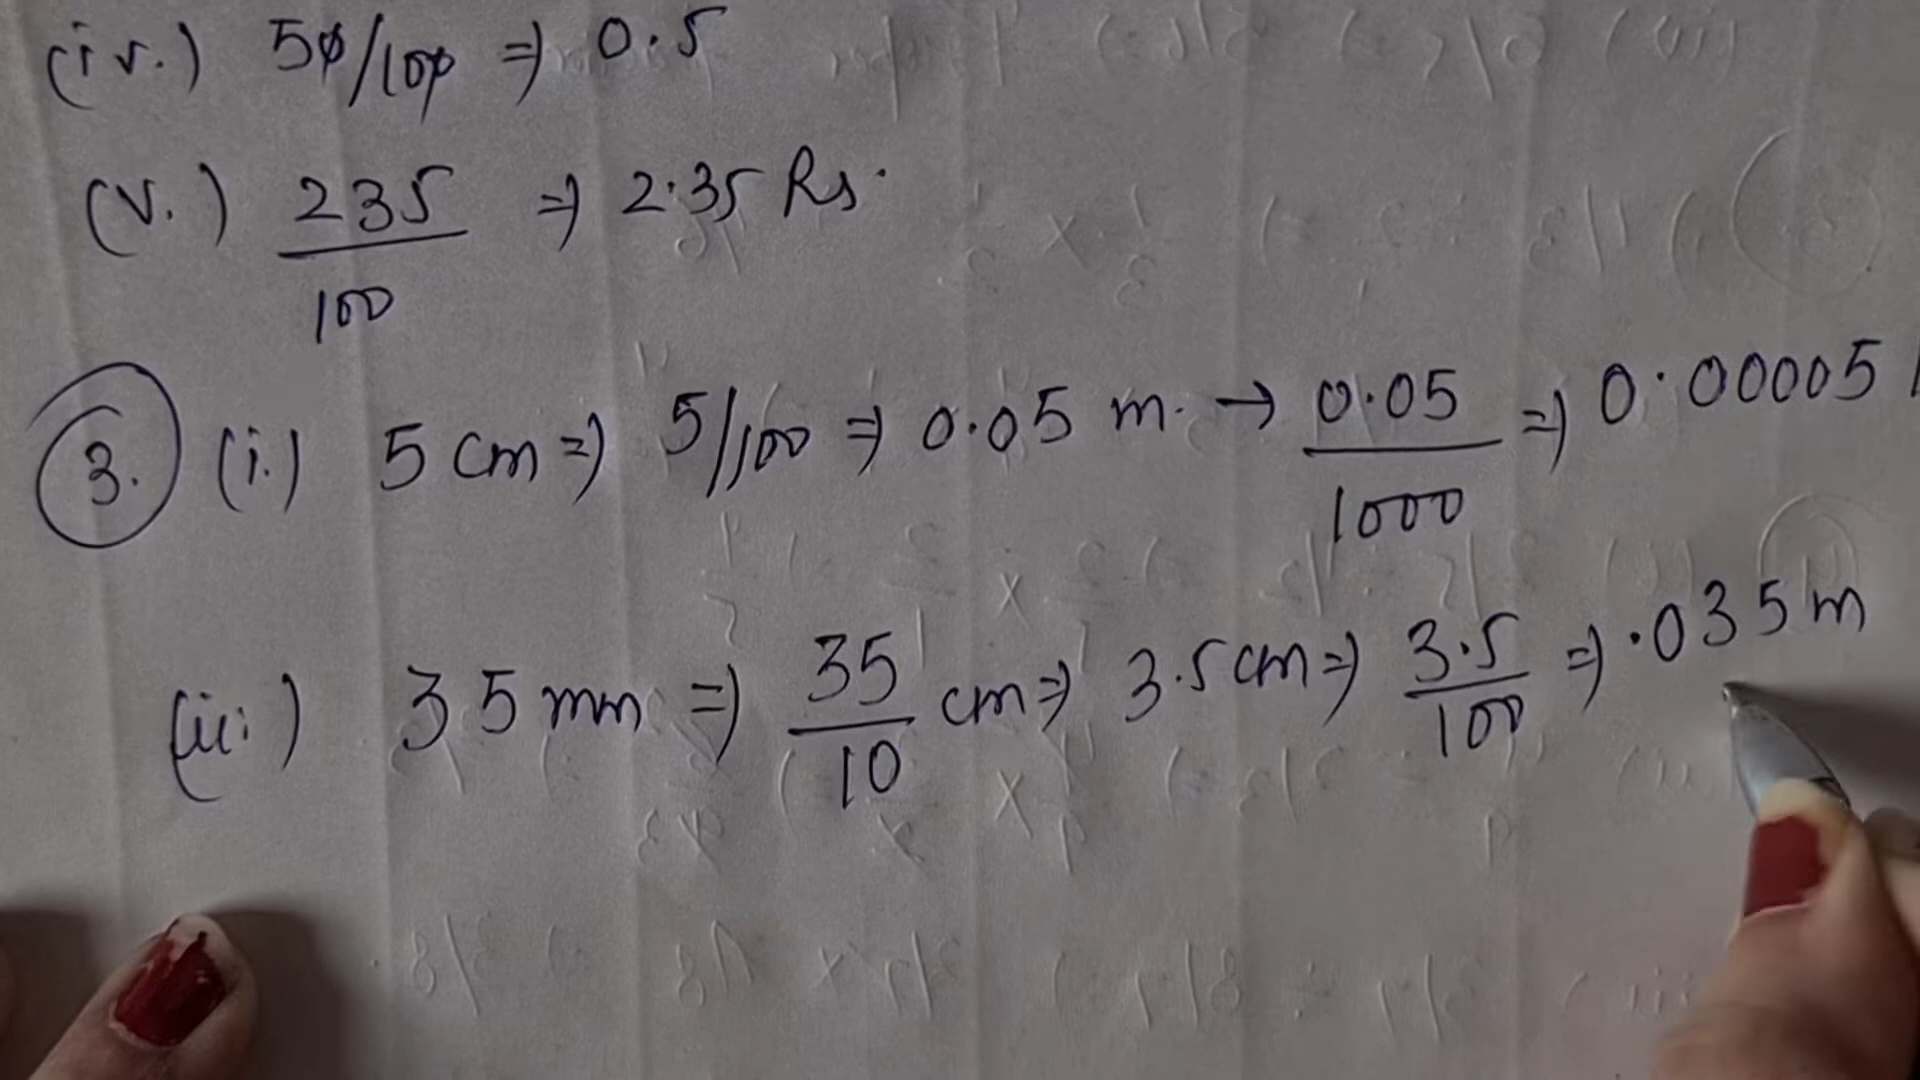 (iv.) 50/100 ⇒ 0.5
(v.) 235/100 ⇒ 2.35 Rs.
3. (i.) 5 cm ⇒ 5/100 ⇒ 0.05 m. → 0.05/1000 ⇒ 0.00005
(ii.) 35 mm ⇒ 35/10 cm ⇒ 3.5 cm ⇒ 3.5/100 ⇒ .035 m